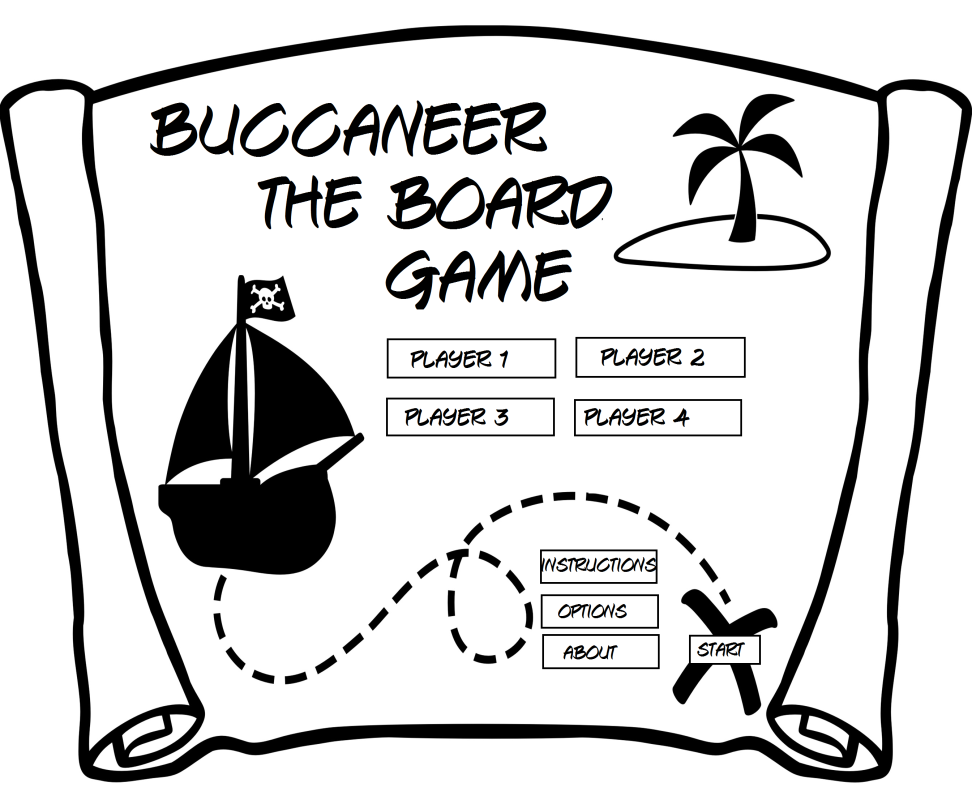 BUCCANEER
THE BOARD
GAME
PLAYER 1 PLAYER 2
PLAYER 3 PLAYER 4
INSTRUCTIONS
OPTIONS
ABOUT
START